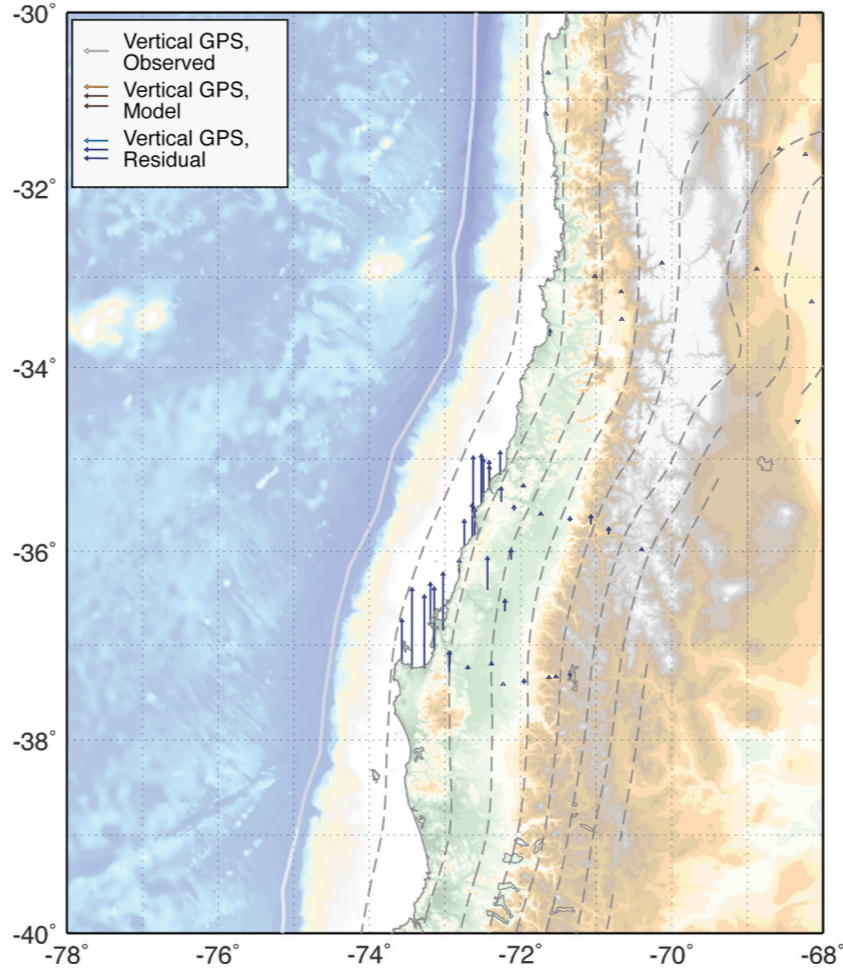 -30°
Vertical GPS,
Observed
Vertical GPS,
Model
Vertical GPS,
Residual
-32°
-34°
-36°
-38°
-40°
-78° -76° -74° -72° -70° -68°